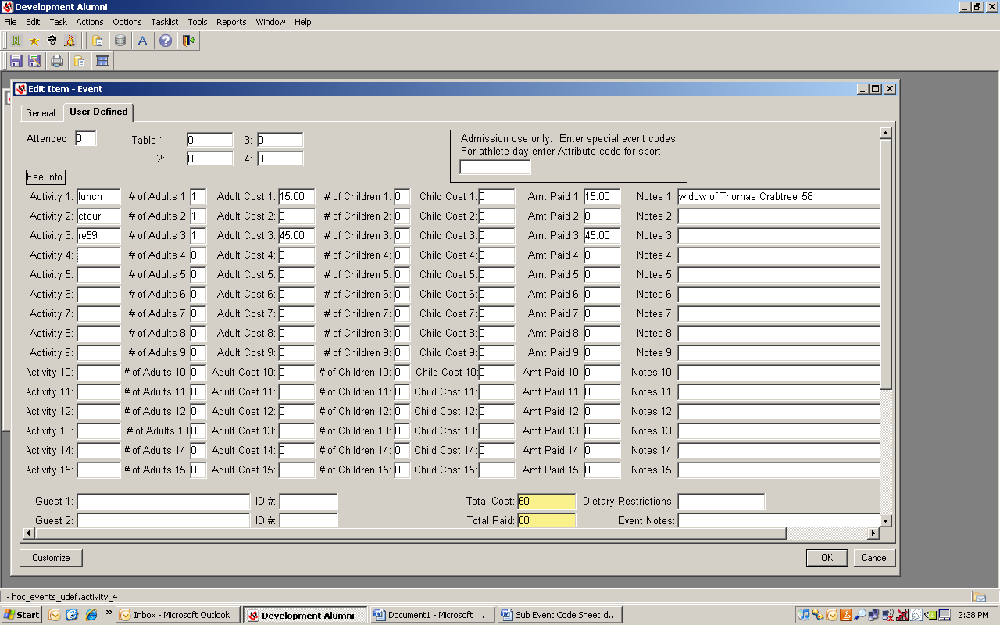 Development Alumni
File Edit Task Actions Options Tasklist Tools Reports Window Help
Edit Item - Event
General User Defined
Attended 0 Table 1: 0 3: 0
2: 0 4: 0
Admission use only: Enter special event codes.
For athlete day enter Attribute code for sport.
Fee Info
Activity 1: lunch # of Adults 1: 1 Adult Cost 1: 15.00 # of Children 1: 0 Child Cost 1: 0 Amt Paid 1: 15.00 Notes 1: widow of Thomas Crabtree '58
Activity 2: ctour # of Adults 2: 1 Adult Cost 2: 0 # of Children 2: 0 Child Cost 2: 0 Amt Paid 2: 0 Notes 2:
Activity 3: re59 # of Adults 3: 1 Adult Cost 3: 45.00 # of Children 3: 0 Child Cost 3: 0 Amt Paid 3: 45.00 Notes 3:
Activity 4: # of Adults 4: 0 Adult Cost 4: 0 # of Children 4: 0 Child Cost 4: 0 Amt Paid 4: 0 Notes 4:
Activity 5: # of Adults 5: 0 Adult Cost 5: 0 # of Children 5: 0 Child Cost 5: 0 Amt Paid 5: 0 Notes 5:
Activity 6: # of Adults 6: 0 Adult Cost 6: 0 # of Children 6: 0 Child Cost 6: 0 Amt Paid 6: 0 Notes 6:
Activity 7: # of Adults 7: 0 Adult Cost 7: 0 # of Children 7: 0 Child Cost 7: 0 Amt Paid 7: 0 Notes 7:
Activity 8: # of Adults 8: 0 Adult Cost 8: 0 # of Children 8: 0 Child Cost 8: 0 Amt Paid 8: 0 Notes 8:
Activity 9: # of Adults 9: 0 Adult Cost 9: 0 # of Children 9: 0 Child Cost 9: 0 Amt Paid 9: 0 Notes 9:
Activity 10: # of Adults 10: 0 Adult Cost 10: 0 # of Children 10: 0 Child Cost 10: 0 Amt Paid 10: 0 Notes 10:
Activity 11: # of Adults 11: 0 Adult Cost 11: 0 # of Children 11: 0 Child Cost 11: 0 Amt Paid 11: 0 Notes 11:
Activity 12: # of Adults 12: 0 Adult Cost 12: 0 # of Children 12: 0 Child Cost 12: 0 Amt Paid 12: 0 Notes 12:
Activity 13: # of Adults 13 0 Adult Cost 13: 0 # of Children 13: 0 Child Cost 13: 0 Amt Paid 13: 0 Notes 13:
Activity 14: # of Adults 14: 0 Adult Cost 14: 0 # of Children 14: 0 Child Cost 14: 0 Amt Paid 14: 0 Notes 14:
Activity 15: # of Adults 15: 0 Adult Cost 15: 0 # of Children 15: 0 Child Cost 15: 0 Amt Paid 15: 0 Notes 15:
Guest 1: ID #: Total Cost: 60 Dietary Restrictions:
Guest 2: ID #: Total Paid: 60 Event Notes:
Customize OK Cancel
- hoc_events_udef.activity_4
Start Inbox - Microsoft Outlook Development Alumni Document1 - Microsoft ... Sub Event Code Sheet.d... 2:38 PM